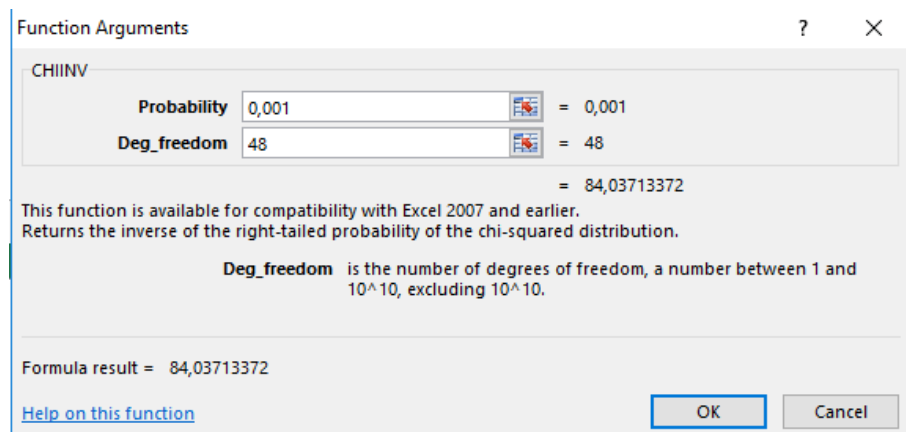 Function Arguments ? ×
CHIINV
Probability 0,001 = 0,001
Deg_freedom 48 = 48
= 84,03713372
This function is available for compatibility with Excel 2007 and earlier.
Returns the inverse of the right-tailed probability of the chi-squared distribution.
Deg_freedom is the number of degrees of freedom, a number between 1 and
10^10, excluding 10^10.
Formula result = 84,03713372
Help on this function OK Cancel